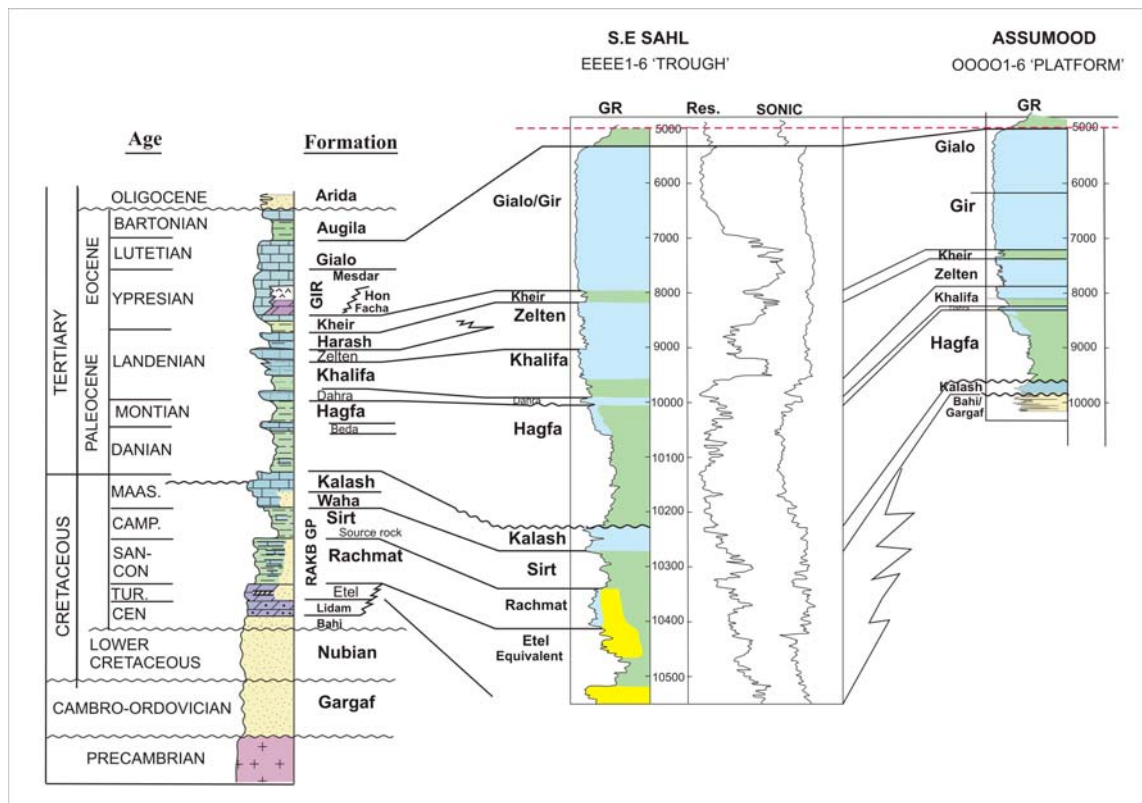 S.E SAHL
EEEE1-6 'TROUGH'
ASSUMOOD
OOOO1-6 'PLATFORM'
GR
Res.
SONIC
GR
Age
Formation
TERTIARY
EOCENE
PALEOCENE
CRETACEOUS
OLIGOCENE
BARTONIAN
LUTETIAN
YPRESIAN
LANDENIAN
MONTIAN
DANIAN
MAAS.
CAMP.
SAN-
CON
TUR.
CEN
LOWER
CRETACEOUS
CAMBRO-ORDOVICIAN
PRECAMBRIAN
Arida
Augila
Gialo
Mesdar
GIR
Hon
Facha
Kheir
Harash
Zelten
Khalifa
Dahra
Hagfa
Beda
Kalash
Waha
Sirt
Source rock
RAKB GP
Rachmat
Etel
Lidam
Bahi
Nubian
Gargaf
Gialo/Gir
Kheir
Zelten
Khalifa
Dahra
Hagfa
Kalash
Sirt
Rachmat
Etel
Equivalent
5000
6000
7000
8000
9000
10000
10100
10200
10300
10400
10500
Gialo
Gir
Kheir
Zelten
Khalifa
Dahra
Hagfa
Kalash
Bahi/
Gargaf
5000
6000
7000
8000
9000
10000